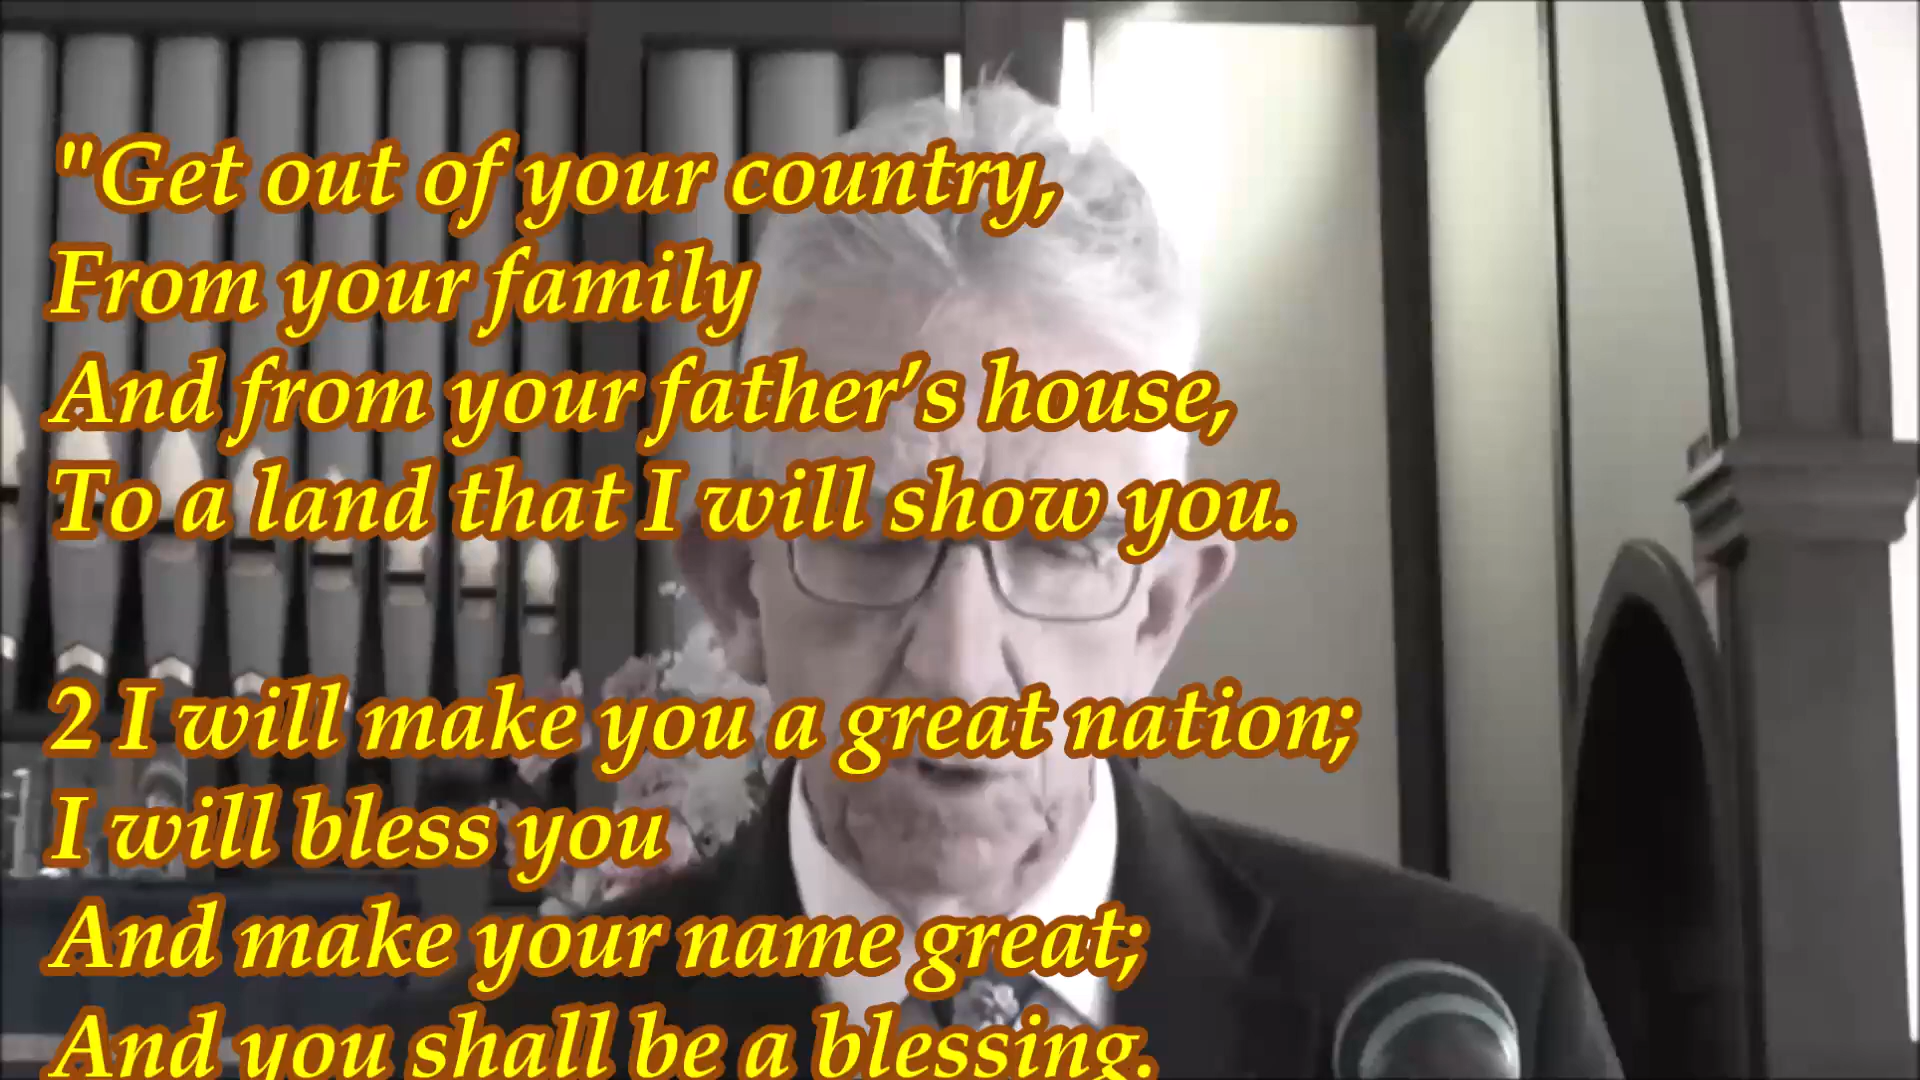 "Get out of your country,
From your family
And from your father’s house,
To a land that I will show you.
2 I will make you a great nation;
I will bless you
And make your name great;
And you shall be a blessing.